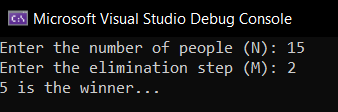 Microsoft Visual Studio Debug Console
Enter the number of people (N): 15
Enter the elimination step (M): 2
5 is the winner...